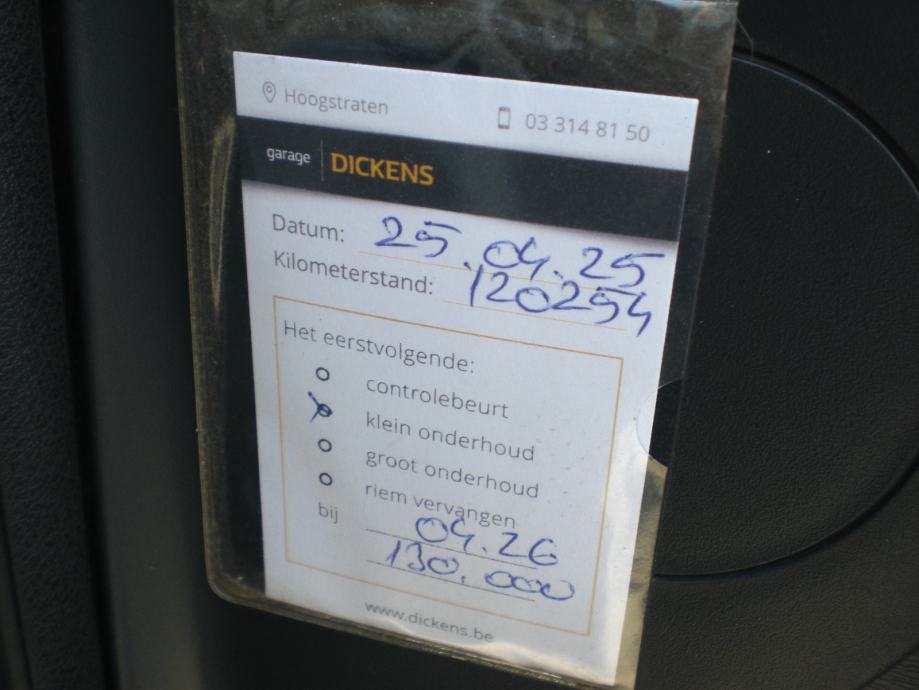 Hoogstraten 03 314 81 50
garage DICKENS
Datum: 25.04.25
Kilometerstand: 120254
Het eerstvolgende:
controlebeurt
klein onderhoud
groot onderhoud
riem vervangen
bij 04.26
130.000
www.dickens.be